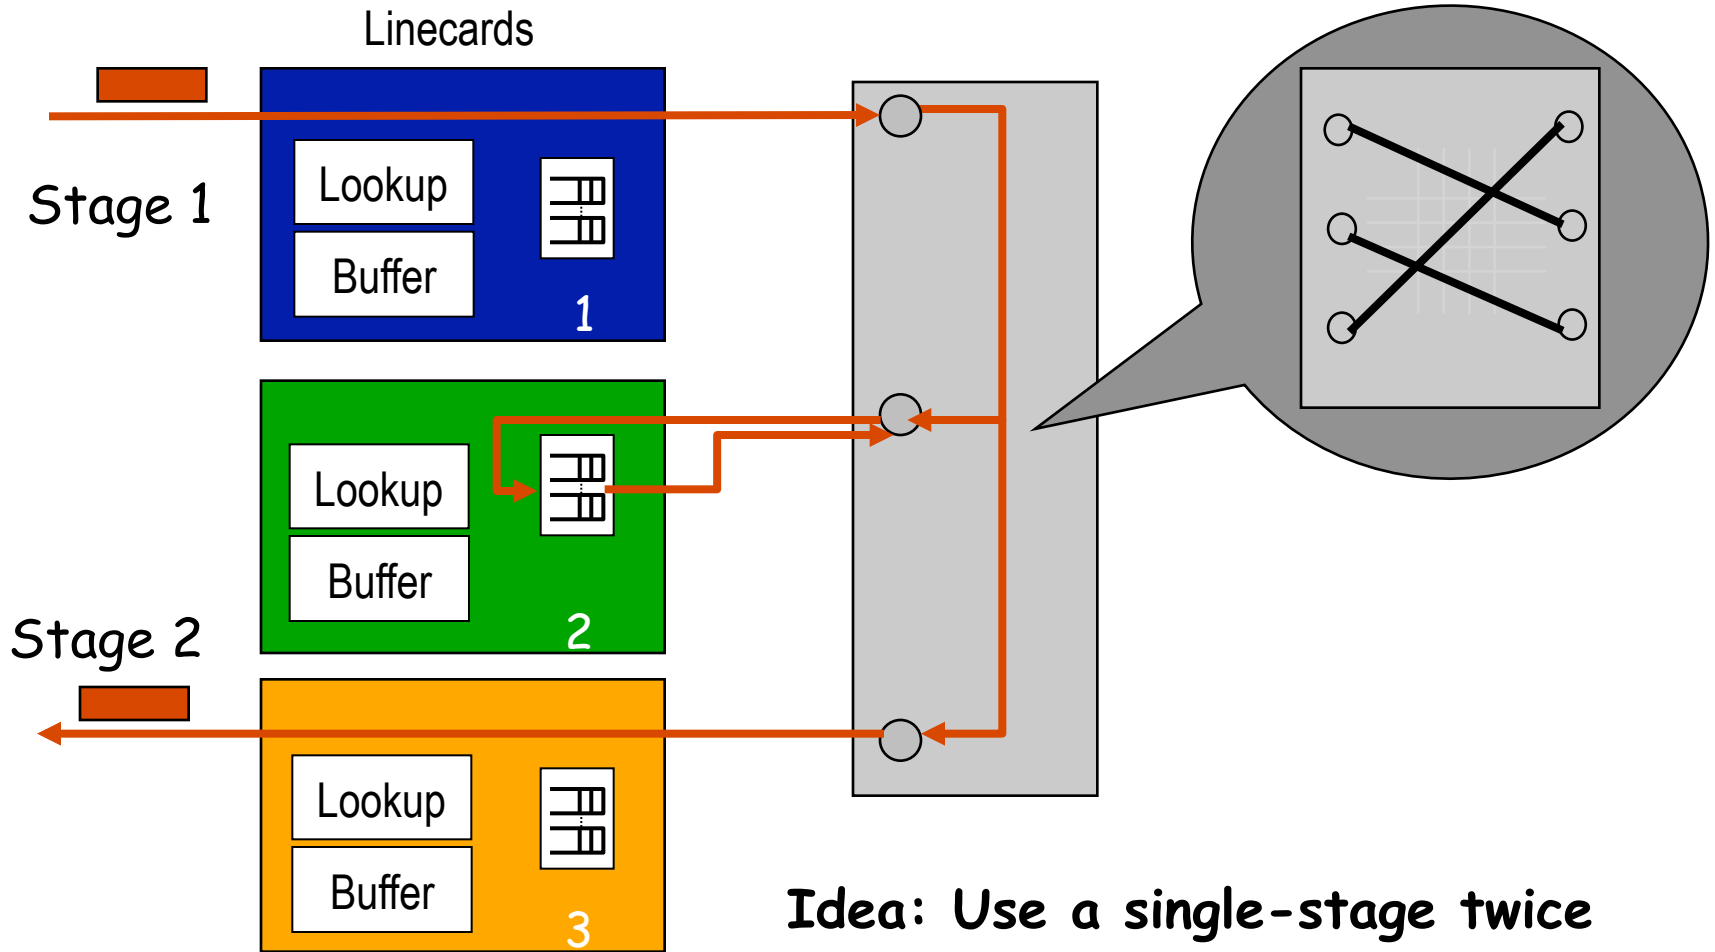 Linecards
Stage 1
Lookup
Buffer
1
Lookup
Buffer
2
Stage 2
Lookup
Buffer
3
Idea: Use a single-stage twice